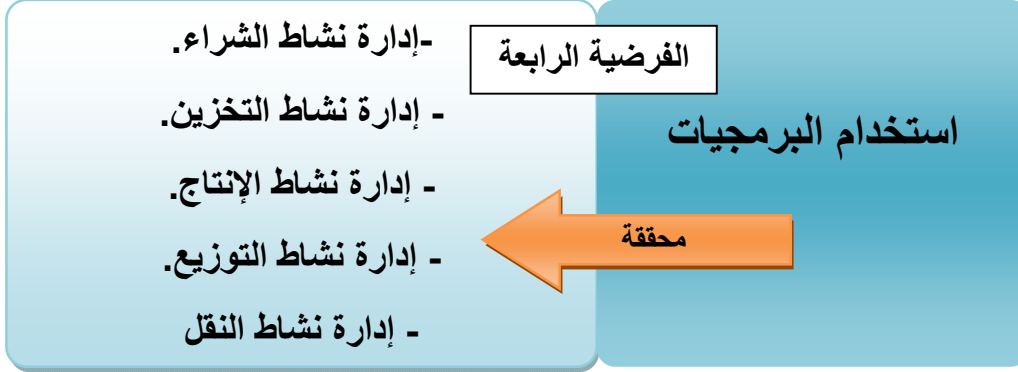 الفرضية الرابعة
استخدام البرمجيات
محققة
-إدارة نشاط الشراء.
- إدارة نشاط التخزين.
- إدارة نشاط الإنتاج.
- إدارة نشاط التوزيع.
- إدارة نشاط النقل